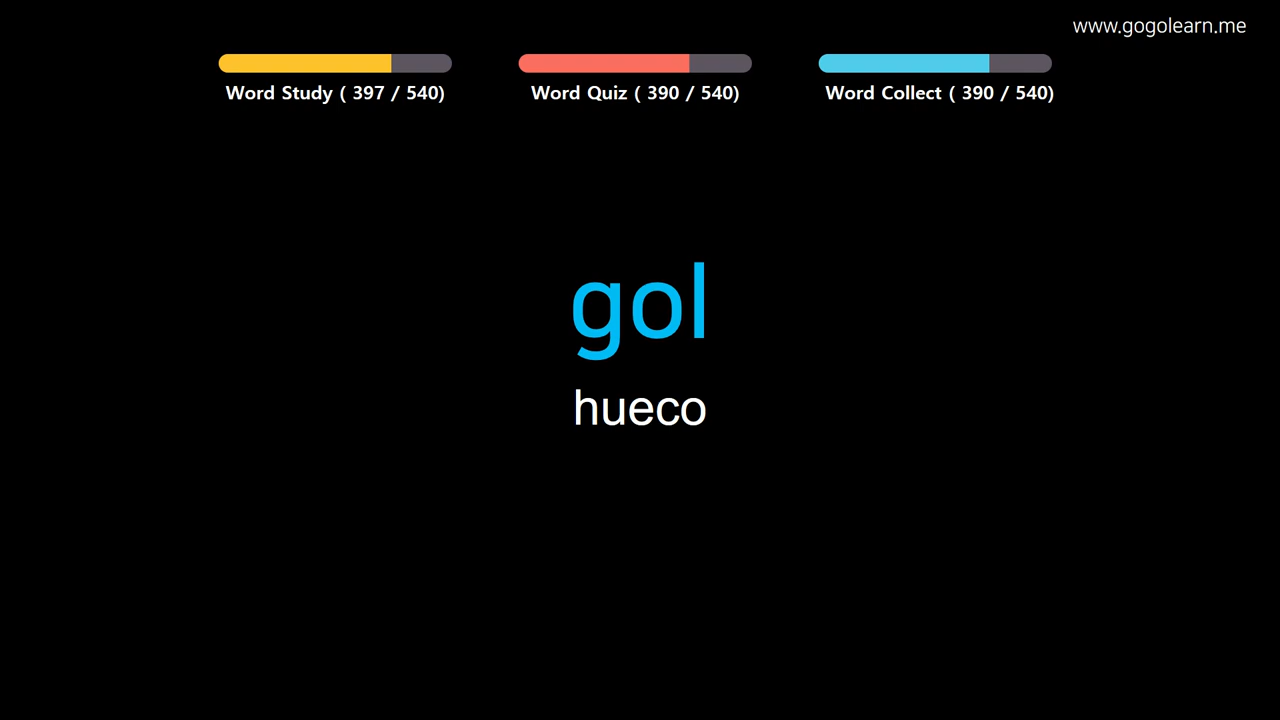 www.gogolearn.me
Word Study ( 397 / 540)
Word Quiz ( 390 / 540)
Word Collect ( 390 / 540)
gol
hueco